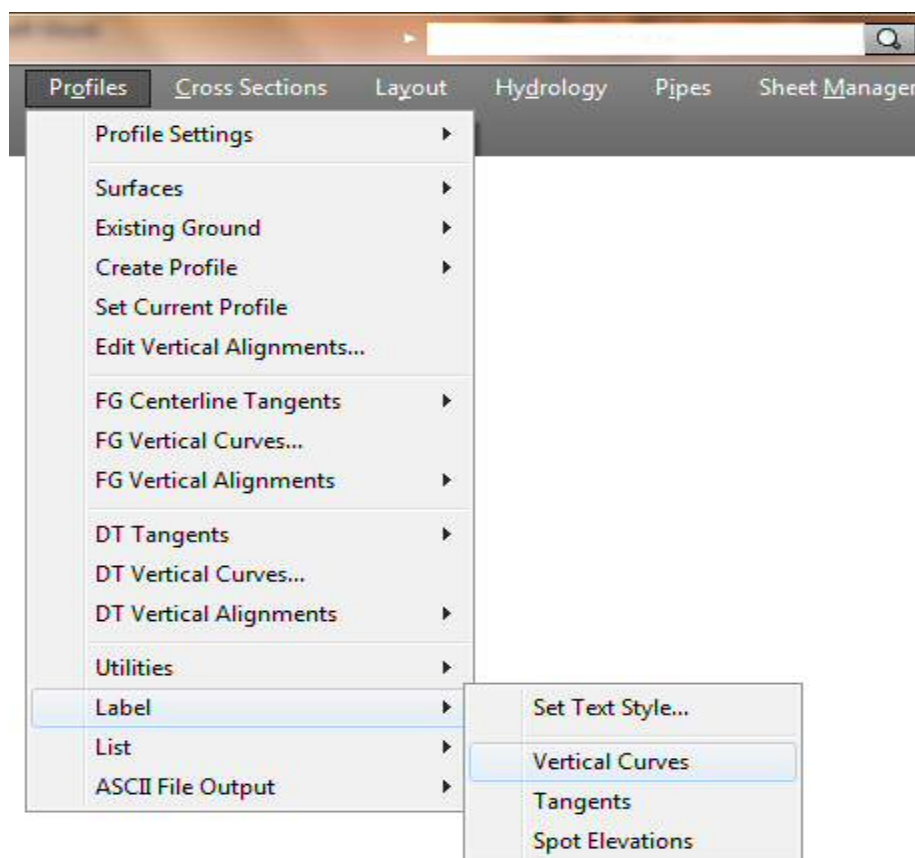 Profiles Cross Sections Layout Hydrology Pipes Sheet Manager
Profile Settings
Surfaces
Existing Ground
Create Profile
Set Current Profile
Edit Vertical Alignments...
FG Centerline Tangents
FG Vertical Curves...
FG Vertical Alignments
DT Tangents
DT Vertical Curves...
DT Vertical Alignments
Utilities
Label
List
ASCII File Output
Set Text Style...
Vertical Curves
Tangents
Spot Elevations